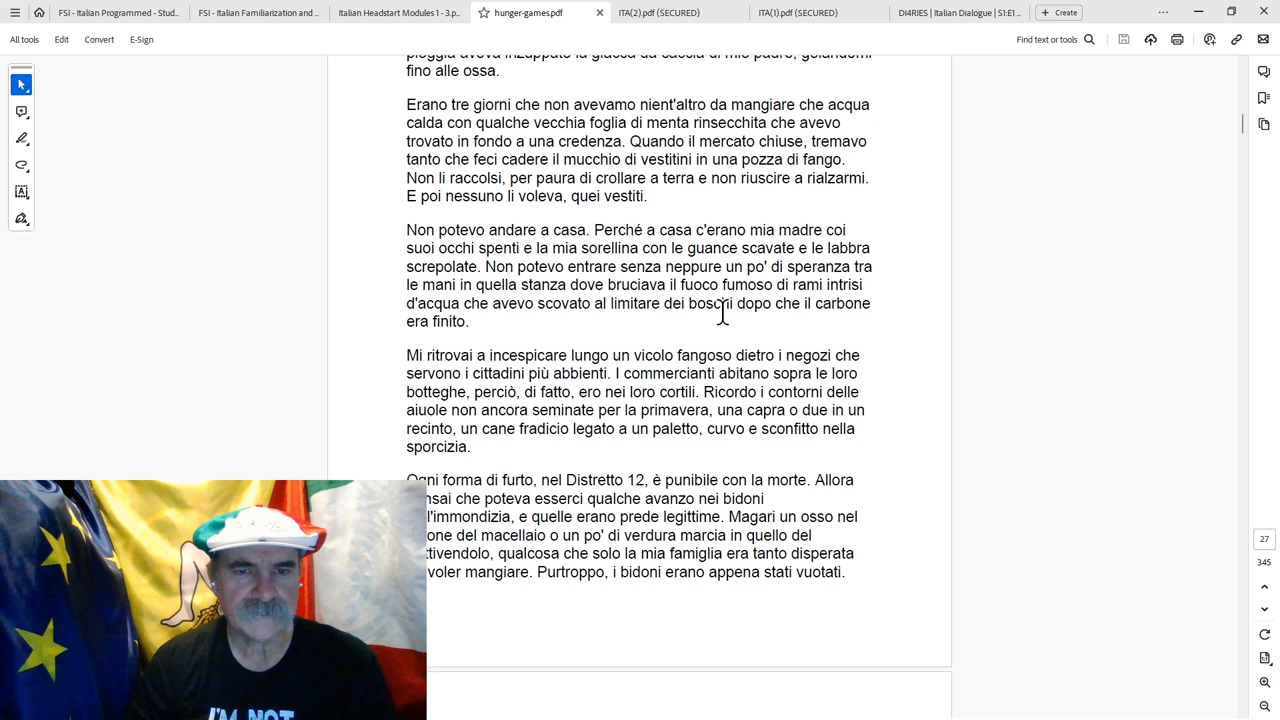 FSI - Italian Programmed - Stud...
FSI - Italian Familiarization and ...
Italian Headstart Modules 1 - 3.p...
hunger-games.pdf
ITA(2).pdf (SECURED)
ITA(1).pdf (SECURED)
DI4RIES | Italian Dialogue | S1:E1 ...
+ Create
All tools
Edit
Convert
E-Sign
Find text or tools
pioggia aveva inzuppato la giacca da caccia di mio padre, gelandomi
fino alle ossa.
Erano tre giorni che non avevamo nient'altro da mangiare che acqua
calda con qualche vecchia foglia di menta rinsecchita che avevo
trovato in fondo a una credenza. Quando il mercato chiuse, tremavo
tanto che feci cadere il mucchio di vestitini in una pozza di fango.
Non li raccolsi, per paura di crollare a terra e non riuscire a rialzarmi.
E poi nessuno li voleva, quei vestiti.
Non potevo andare a casa. Perché a casa c'erano mia madre coi
suoi occhi spenti e la mia sorellina con le guance scavate e le labbra
screpolate. Non potevo entrare senza neppure un po' di speranza tra
le mani in quella stanza dove bruciava il fuoco fumoso di rami intrisi
d'acqua che avevo scovato al limitare dei boschi dopo che il carbone
era finito.
Mi ritrovai a incespicare lungo un vicolo fangoso dietro i negozi che
servono i cittadini più abbienti. I commercianti abitano sopra le loro
botteghe, perciò, di fatto, ero nei loro cortili. Ricordo i contorni delle
aiuole non ancora seminate per la primavera, una capra o due in un
recinto, un cane fradicio legato a un paletto, curvo e sconfitto nella
sporcizia.
Ogni forma di furto, nel Distretto 12, è punibile con la morte. Allora
nsai che poteva esserci qualche avanzo nei bidoni
l'immondizia, e quelle erano prede legittime. Magari un osso nel
one del macellaio o un po' di verdura marcia in quello del
ttivendolo, qualcosa che solo la mia famiglia era tanto disperata
voler mangiare. Purtroppo, i bidoni erano appena stati vuotati.
27
345
I'M NOT